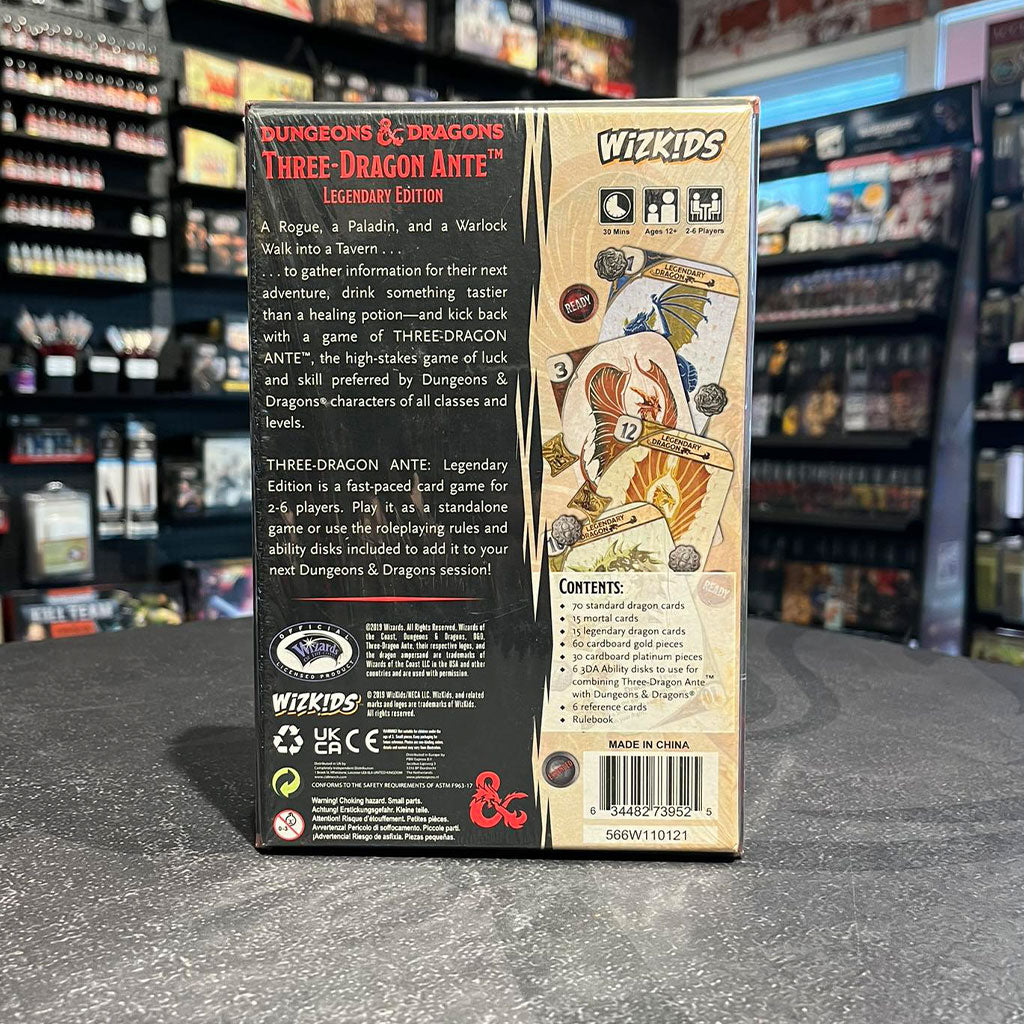 DUNGEONS & DRAGONS
THREE-DRAGON ANTE™
LEGENDARY EDITION
A Rogue, a Paladin, and a Warlock
Walk into a Tavern . . .
. . . to gather information for their next
adventure, drink something tastier
than a healing potion—and kick back
with a game of THREE-DRAGON
ANTE™, the high-stakes game of luck
and skill preferred by Dungeons &
Dragons® characters of all classes and
levels.
THREE-DRAGON ANTE: Legendary
Edition is a fast-paced card game for
2-6 players. Play it as a standalone
game or use the roleplaying rules and
ability disks included to add it to your
next Dungeons & Dragons session!
OFFICIAL
Wizards
LICENSED PRODUCT
©2019 Wizards. All Rights Reserved. Wizards of
the Coast, Dungeons & Dragons, D&D,
Three-Dragon Ante, their respective logos, and
the dragon ampersand are trademarks of
Wizards of the Coast LLC in the USA and other
countries and are used with permission.
WIZKIDS
© 2019 WizKids/NECA LLC. WizKids, and related
marks and logos are trademarks of WizKids.
All rights reserved.
UK
CA CE
CONFORMS TO THE SAFETY REQUIREMENTS OF ASTM F963-17
0-3
Warning! Choking hazard. Small parts.
Achtung! Erstickungsgefahr. Kleine teile.
Attention! Risque d'étouffement. Petites pièces.
Avvertenza! Pericolo di soffocamento. Piccole parti.
¡Advertencia! Riesgo de asfixia. Piezas pequeñas.
WIZKIDS
30 Mins
Ages 12+
2-6 Players
1
LEGENDARY
DRAGON
READY
3
12
LEGENDARY
DRAGON
LEGENDARY
DRAGON
READY
CONTENTS:
70 standard dragon cards
15 mortal cards
15 legendary dragon cards
60 cardboard gold pieces
30 cardboard platinum pieces
6 3DA Ability disks to use for
combining Three-Dragon Ante™
with Dungeons & Dragons®
6 reference cards
Rulebook
MADE IN CHINA
6 34482 73952 5
566W110121
KILL TEAM